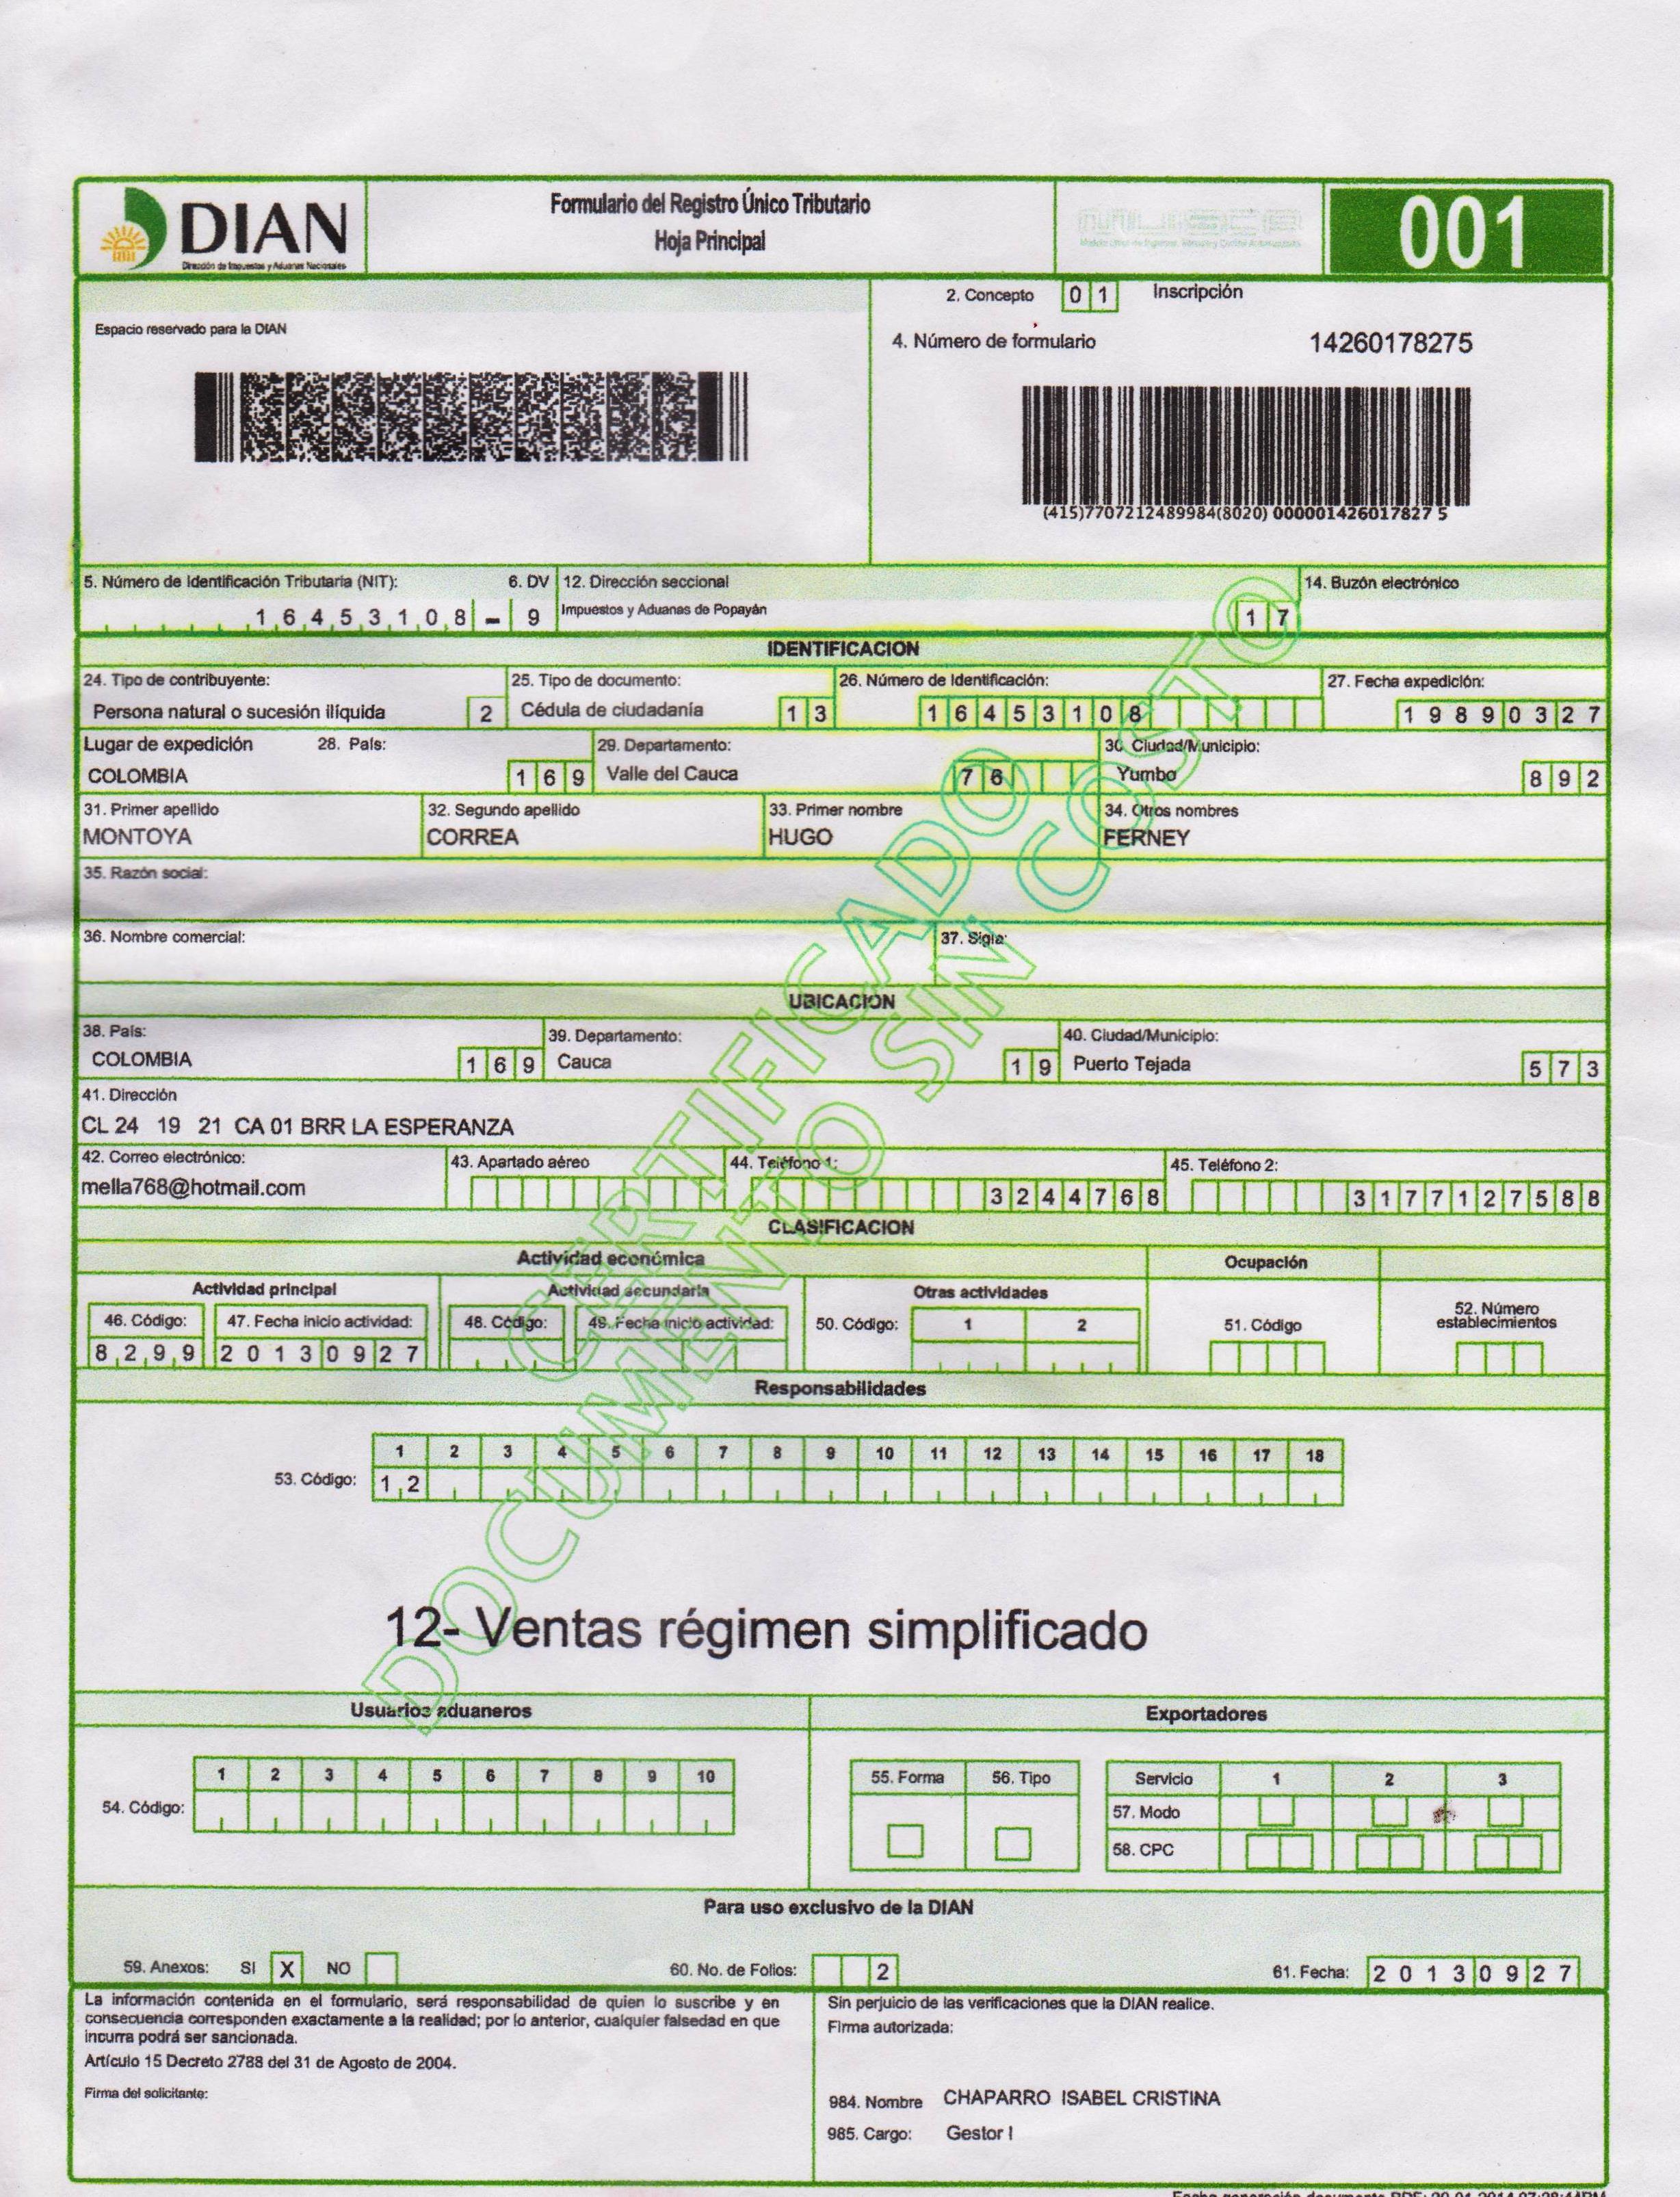 DIAN
Dirección de Impuestos y Aduanas Nacionales
Formulario del Registro Único Tributario
Hoja Principal
001
2. Concepto 0 1 Inscripción
Espacio reservado para la DIAN
4. Número de formulario 14260178275
(415)7707212489984(8020) 000001426017827 5
5. Número de Identificación Tributaria (NIT): 6. DV 12. Dirección seccional 14. Buzón electrónico
1 6 4 5 3 1 0 8 - 9 Impuestos y Aduanas de Popayán 1 7
IDENTIFICACION
24. Tipo de contribuyente: 25. Tipo de documento: 26. Número de Identificación: 27. Fecha expedición:
Persona natural o sucesión ilíquida 2 Cédula de ciudadanía 1 3 1 6 4 5 3 1 0 8 1 9 8 9 0 3 2 7
Lugar de expedición 28. País: 29. Departamento: 30. Ciudad/Municipio:
COLOMBIA 1 6 9 Valle del Cauca 7 6 Yumbo 8 9 2
31. Primer apellido 32. Segundo apellido 33. Primer nombre 34. Otros nombres
MONTOYA CORREA HUGO FERNEY
35. Razón social:
36. Nombre comercial: 37. Sigla:
UBICACION
38. País: 39. Departamento: 40. Ciudad/Municipio:
COLOMBIA 1 6 9 Cauca 1 9 Puerto Tejada 5 7 3
41. Dirección
CL 24 19 21 CA 01 BRR LA ESPERANZA
42. Correo electrónico: 43. Apartado aéreo 44. Teléfono 1: 45. Teléfono 2:
mella768@hotmail.com 3 2 4 4 7 6 8 3 1 7 7 1 2 7 5 8 8
CLASIFICACION
Actividad económica Ocupación
Actividad principal Actividad secundaria Otras actividades
46. Código: 47. Fecha inicio actividad: 48. Código: 49. Fecha inicio actividad: 50. Código: 1 2 51. Código 52. Número establecimientos
8 2 9 9 2 0 1 3 0 9 2 7
Responsabilidades
1 2 3 4 5 6 7 8 9 10 11 12 13 14 15 16 17 18
53. Código: 1 2
12- Ventas régimen simplificado
CERTIFICADO
DOCUMENTO SIN COSTO
Usuarios aduaneros Exportadores
1 2 3 4 5 6 7 8 9 10
54. Código:
55. Forma 56. Tipo Servicio 1 2 3
57. Modo
58. CPC
Para uso exclusivo de la DIAN
59. Anexos: SI X NO 60. No. de Folios: 2 61. Fecha: 2 0 1 3 0 9 2 7
La información contenida en el formulario, será responsabilidad de quien lo suscribe y en
consecuencia corresponden exactamente a la realidad; por lo anterior, cualquier falsedad en que
incurra podrá ser sancionada.
Artículo 15 Decreto 2788 del 31 de Agosto de 2004.
Firma del solicitante:
Sin perjuicio de las verificaciones que la DIAN realice.
Firma autorizada:
984. Nombre CHAPARRO ISABEL CRISTINA
985. Cargo: Gestor I
Fecha generación documento PDF: